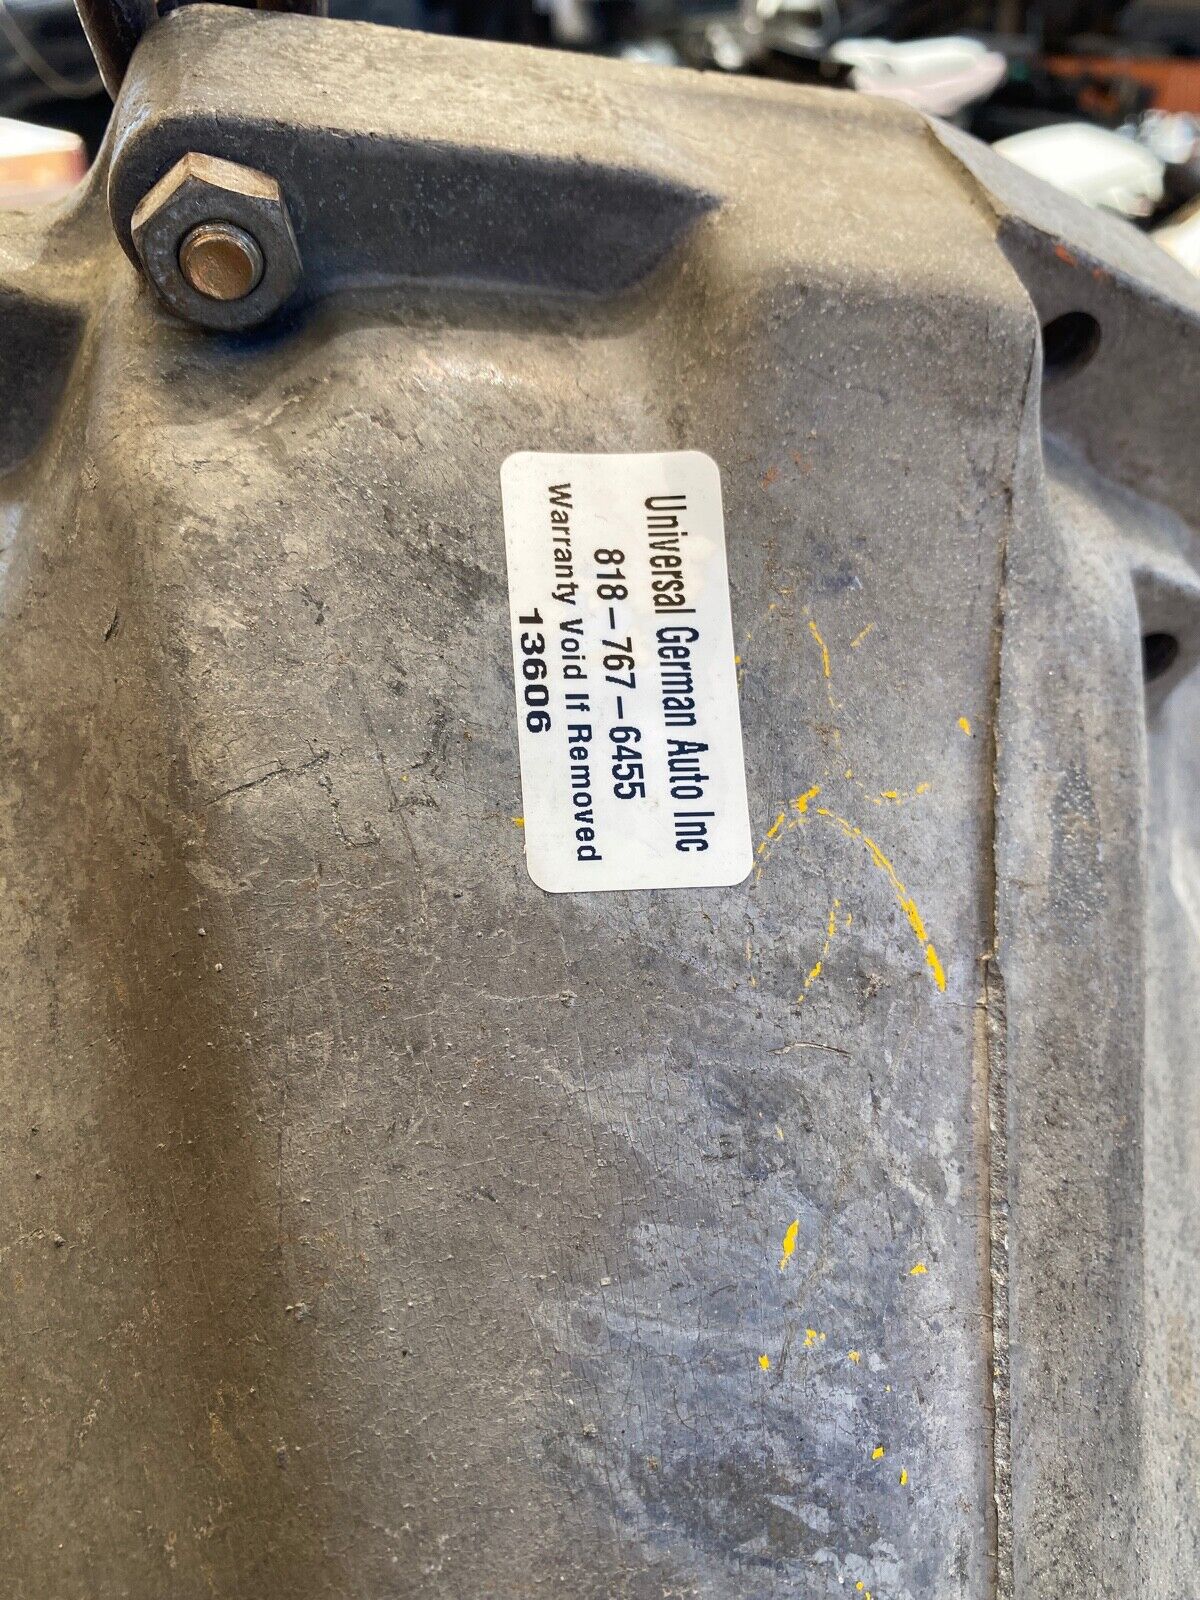 Universal German Auto Inc
818-767-6455
Warranty Void If Removed
13606